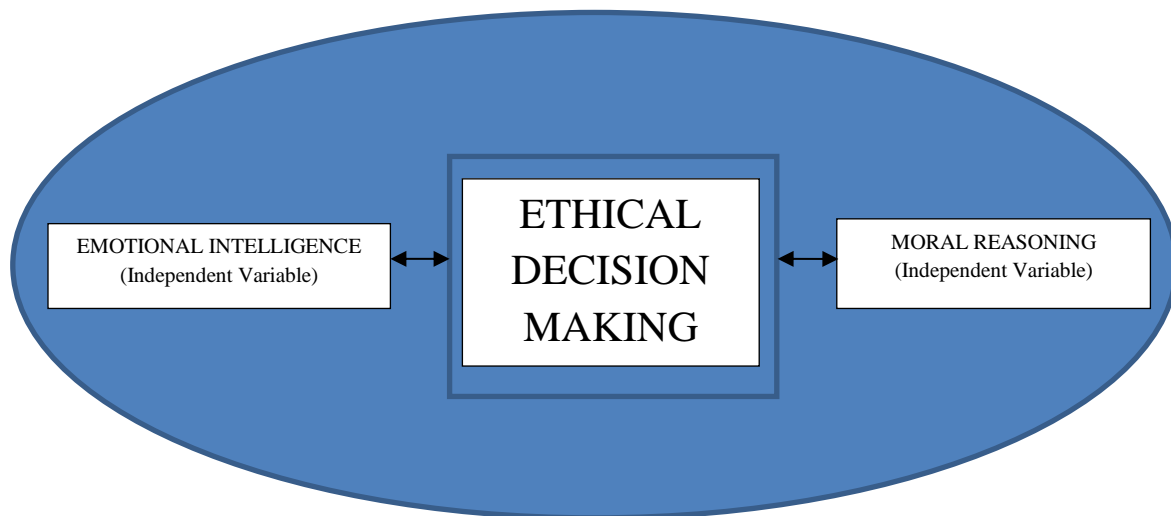 EMOTIONAL INTELLIGENCE
(Independent Variable)
ETHICAL
DECISION
MAKING
MORAL REASONING
(Independent Variable)